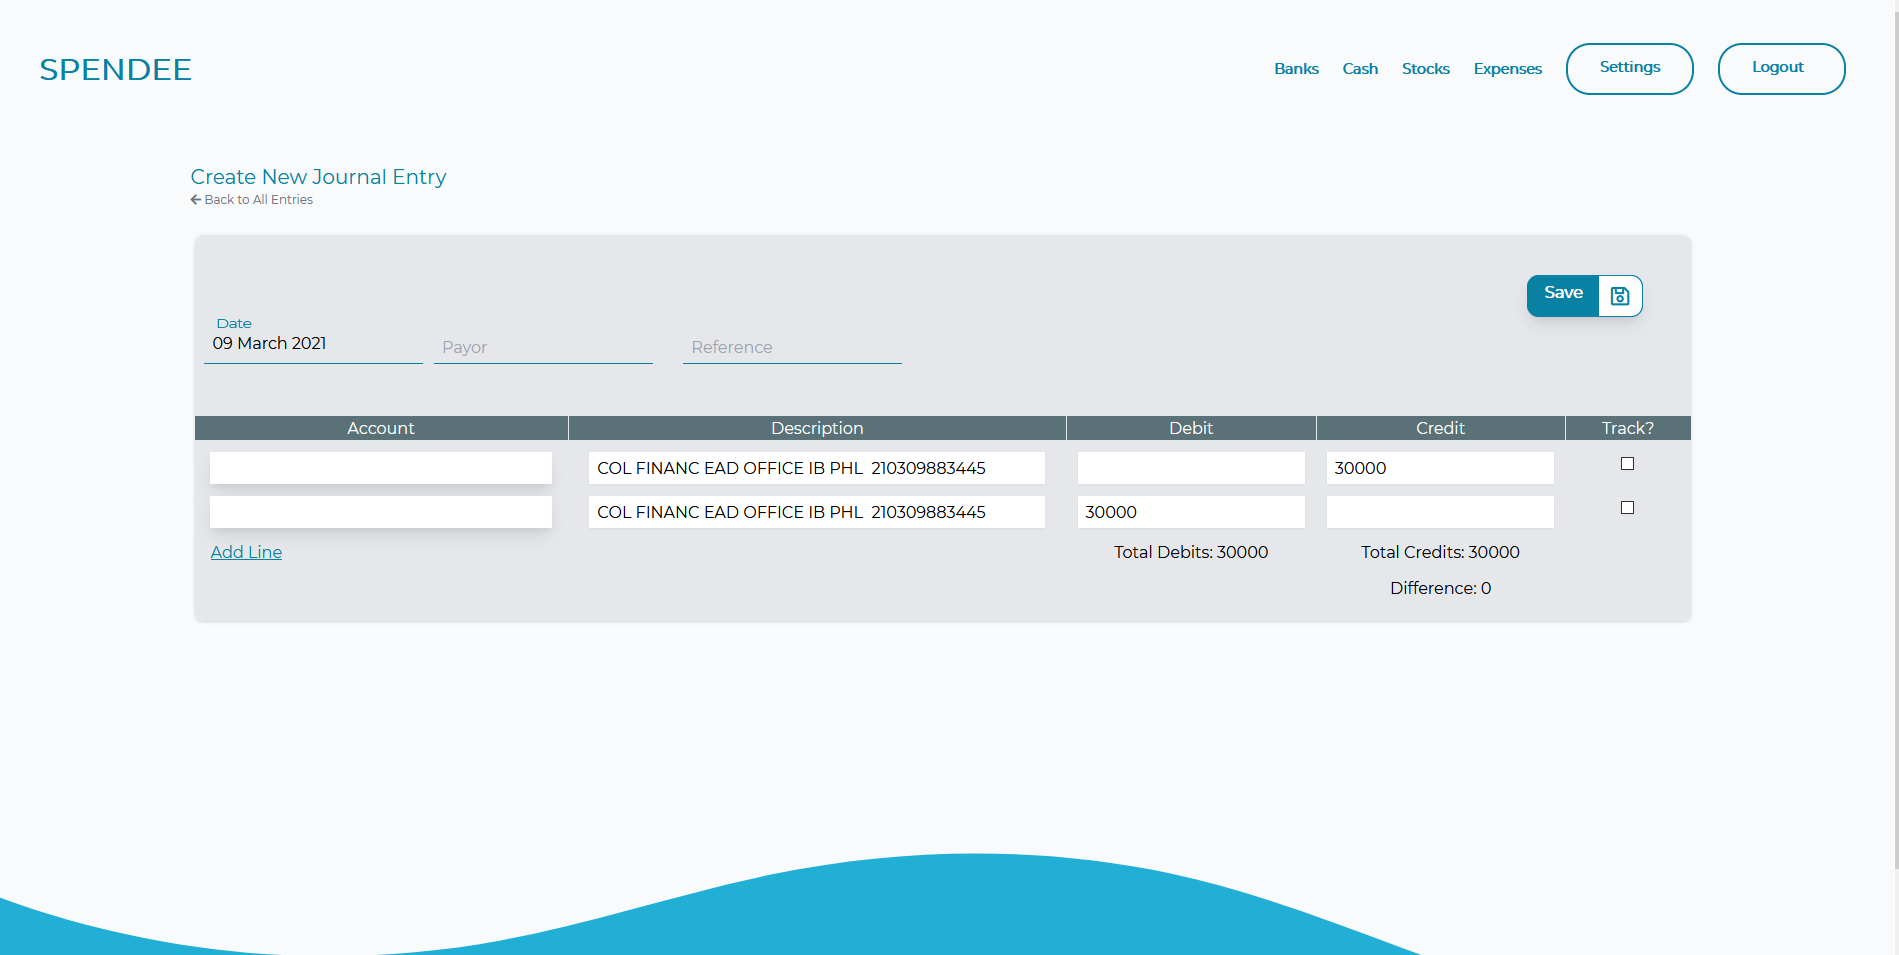 SPENDEE
Banks Cash Stocks Expenses Settings Logout
Create New Journal Entry
Back to All Entries
Save
Date
09 March 2021
Payor
Reference
Account Description Debit Credit Track?
COL FINANC EAD OFFICE IB PHL  210309883445 30000
COL FINANC EAD OFFICE IB PHL  210309883445 30000
Add Line Total Debits: 30000 Total Credits: 30000
Difference: 0